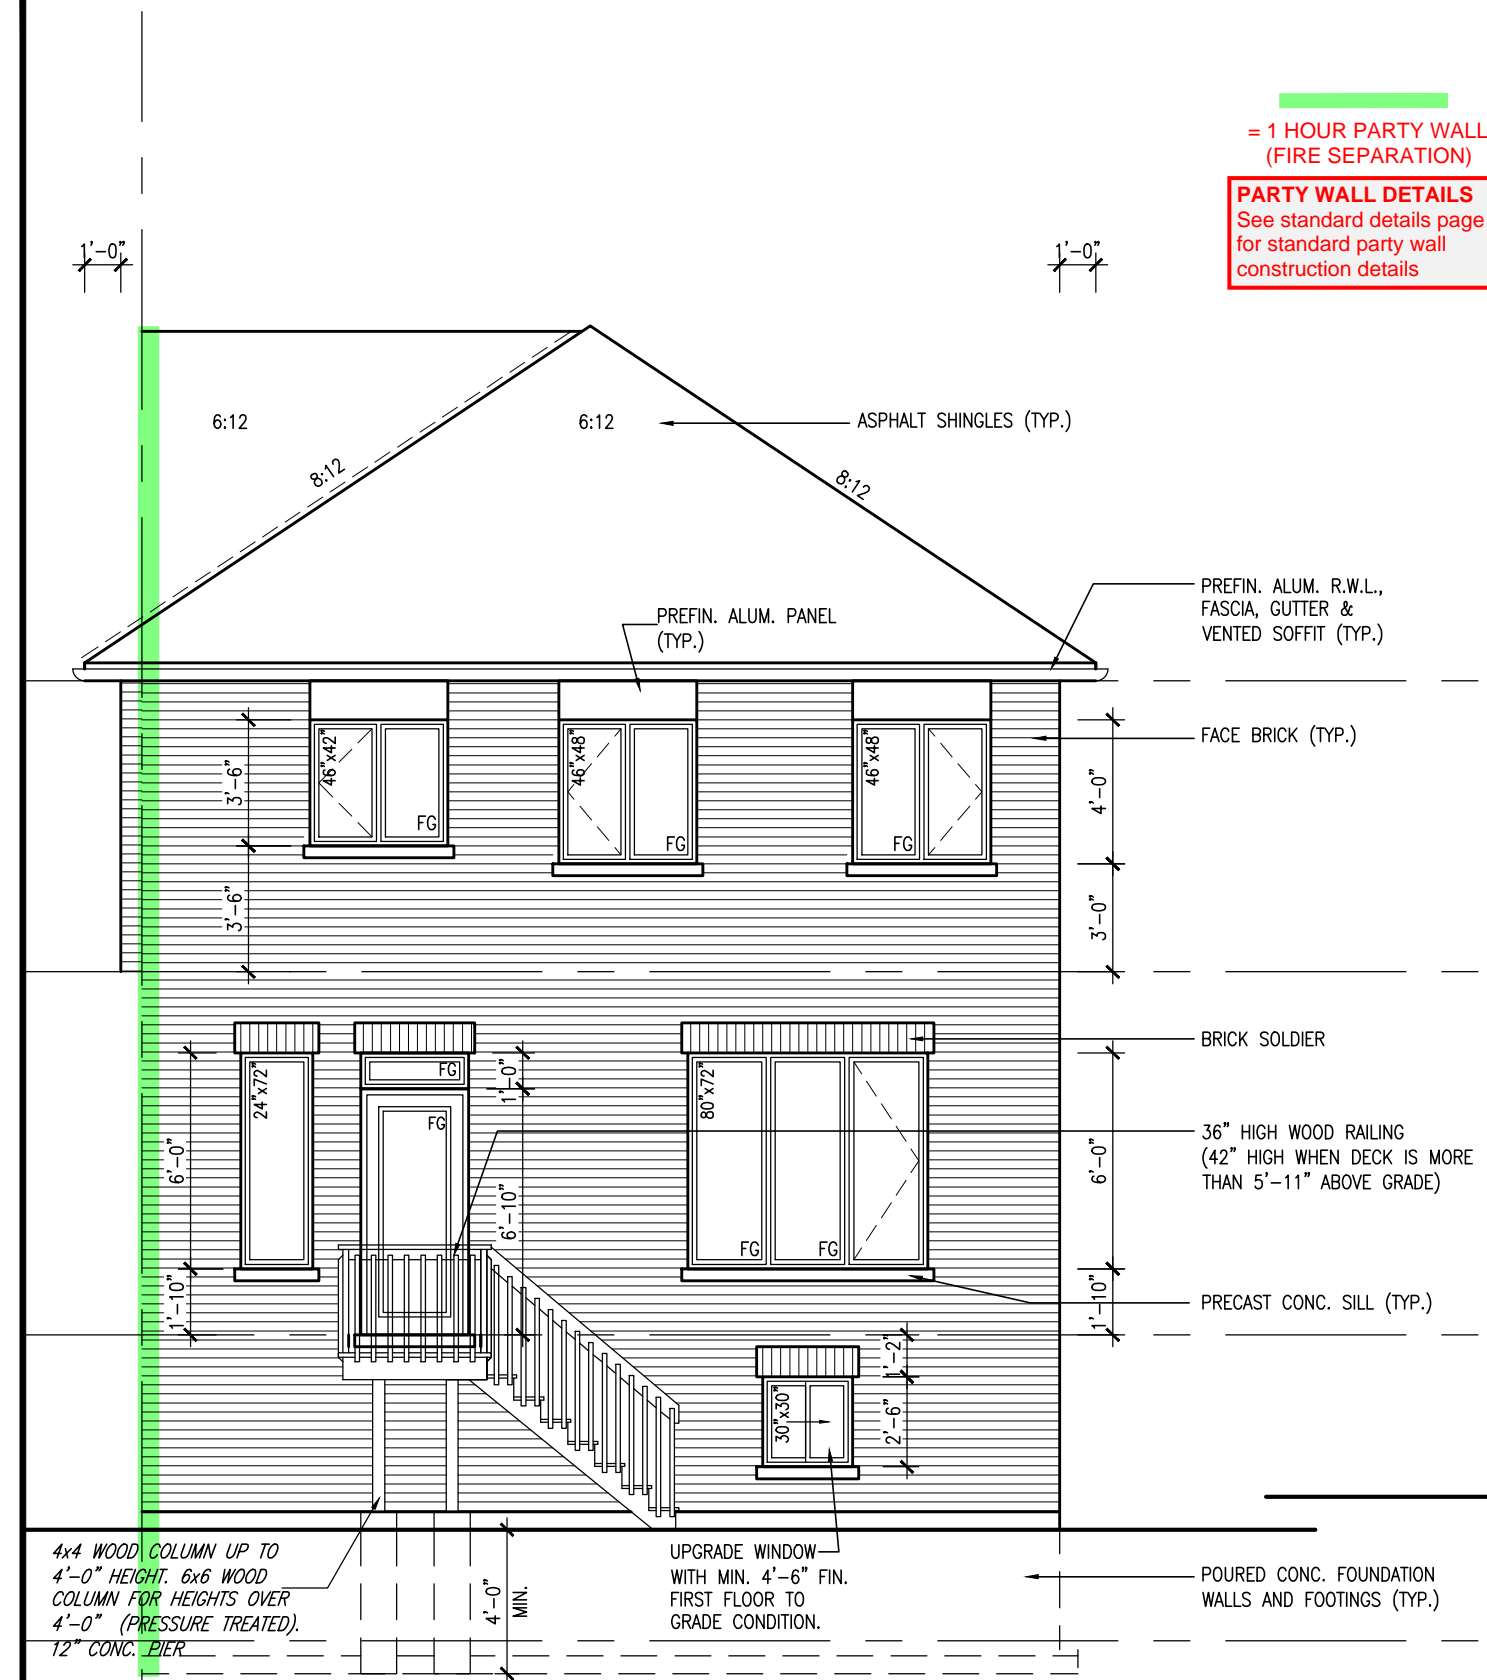 = 1 HOUR PARTY WALL
(FIRE SEPARATION)
PARTY WALL DETAILS
See standard details page
for standard party wall
construction details
1'-0"
1'-0"
6:12
6:12
ASPHALT SHINGLES (TYP.)
8:12
8:12
PREFIN. ALUM. R.W.L.,
FASCIA, GUTTER &
VENTED SOFFIT (TYP.)
PREFIN. ALUM. PANEL
(TYP.)
FACE BRICK (TYP.)
46"x42"
46"x48"
46"x48"
3'-6"
4'-0"
FG
FG
FG
3'-6"
3'-0"
BRICK SOLDIER
FG
1'-0"
24"x72"
80"x72"
FG
36" HIGH WOOD RAILING
(42" HIGH WHEN DECK IS MORE
THAN 5'-11" ABOVE GRADE)
6'-0"
6'-10"
6'-0"
FG
FG
1'-10"
1'-10"
PRECAST CONC. SILL (TYP.)
1'-2"
30"x30"
2'-6"
4x4 WOOD COLUMN UP TO
4'-0" HEIGHT. 6x6 WOOD
COLUMN FOR HEIGHTS OVER
4'-0" (PRESSURE TREATED).
12" CONC. PIER
4'-0"
MIN.
UPGRADE WINDOW
WITH MIN. 4'-6" FIN.
FIRST FLOOR TO
GRADE CONDITION.
POURED CONC. FOUNDATION
WALLS AND FOOTINGS (TYP.)